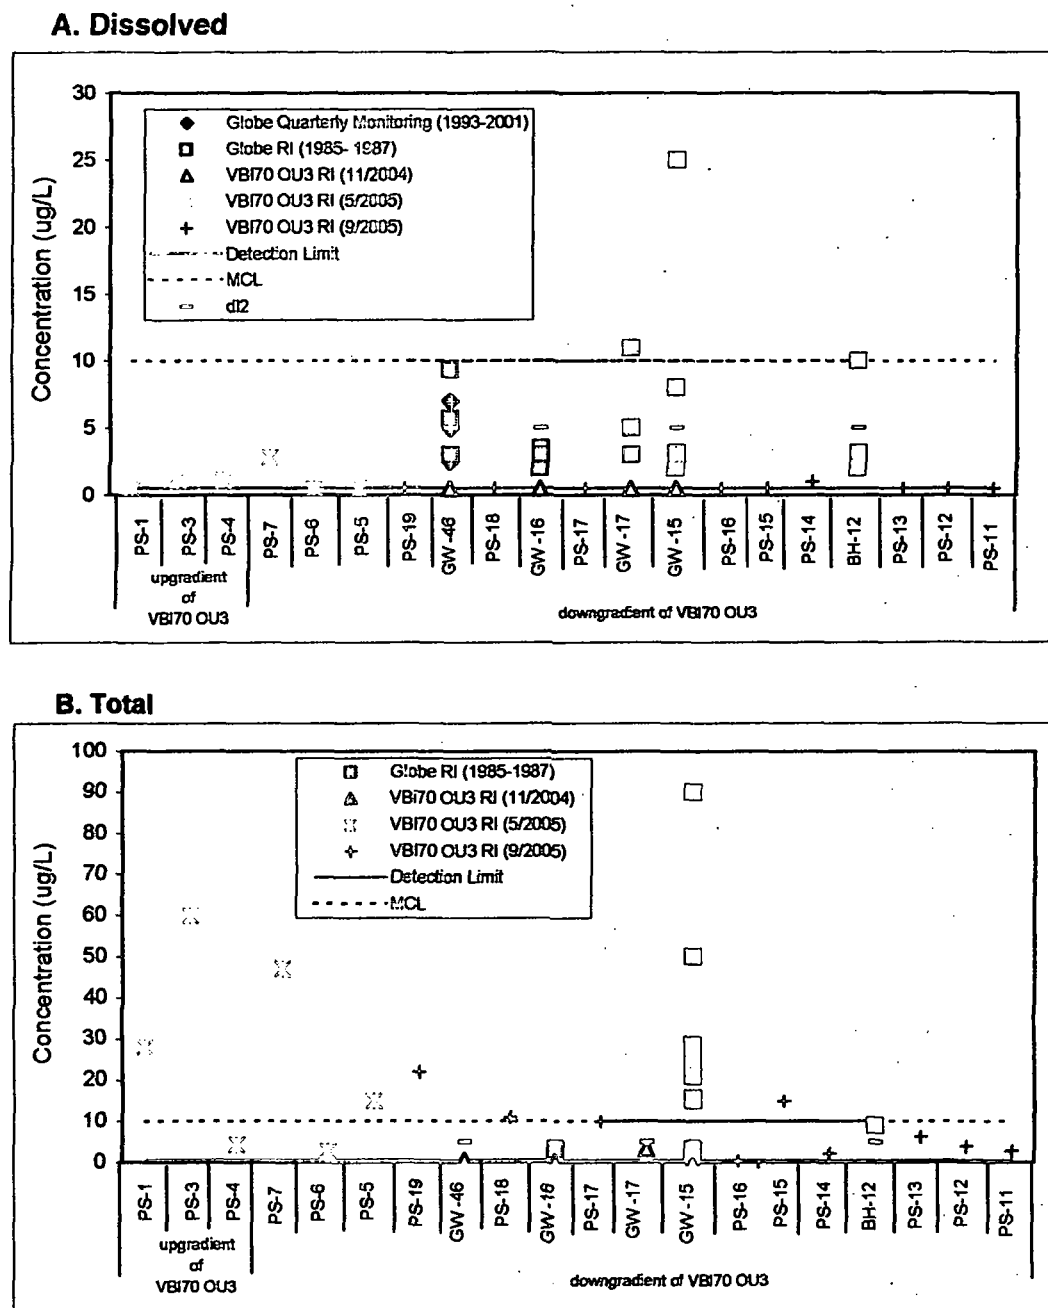 A. Dissolved
Concentration (ug/L)
30
25
20
15
10
5
0
Globe Quarterly Monitoring (1993-2001)
Globe RI (1985- 1987)
VBI70 OU3 RI (11/2004)
VBI70 OU3 RI (5/2005)
VBI70 OU3 RI (9/2005)
Detection Limit
MCL
dl2
PS-1
PS-3
PS-4
PS-7
PS-6
PS-5
PS-19
GW-46
PS-18
GW-16
PS-17
GW-17
GW-15
PS-16
PS-15
PS-14
BH-12
PS-13
PS-12
PS-11
upgradient
of
VBI70 OU3
downgradient of VBI70 OU3
B. Total
Concentration (ug/L)
100
90
80
70
60
50
40
30
20
10
0
Globe RI (1985-1987)
VBI70 OU3 RI (11/2004)
VBI70 OU3 RI (5/2005)
VBI70 OU3 RI (9/2005)
Detection Limit
MCL
PS-1
PS-3
PS-4
PS-7
PS-6
PS-5
PS-19
GW-46
PS-18
GW-16
PS-17
GW-17
GW-15
PS-16
PS-15
PS-14
BH-12
PS-13
PS-12
PS-11
upgradient
of
VBI70 OU3
downgradient of VBI70 OU3